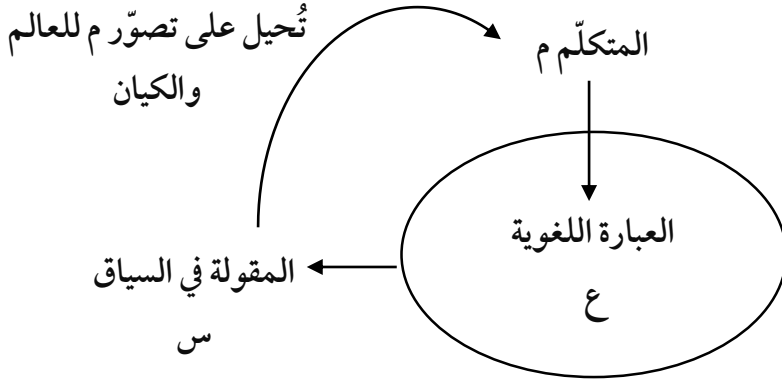 المتكلّم م
تُحيل على تصوّر م للعالم
والكيان
العبارة اللغوية
ع
المقولة في السياق
س